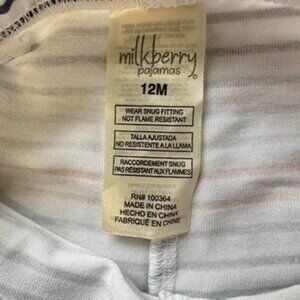 milkberry
pajamas
12M
WEAR SNUG FITTING
NOT FLAME RESISTANT
TALLA AJUSTADA
NO RESISTENTE A LA LLAMA
RACCORDEMENT SNUG
PAS RÉSISTANT AUX FLAMMES
RN# 100364
MADE IN CHINA
HECHO EN CHINA
FABRIQUÉ EN CHINE